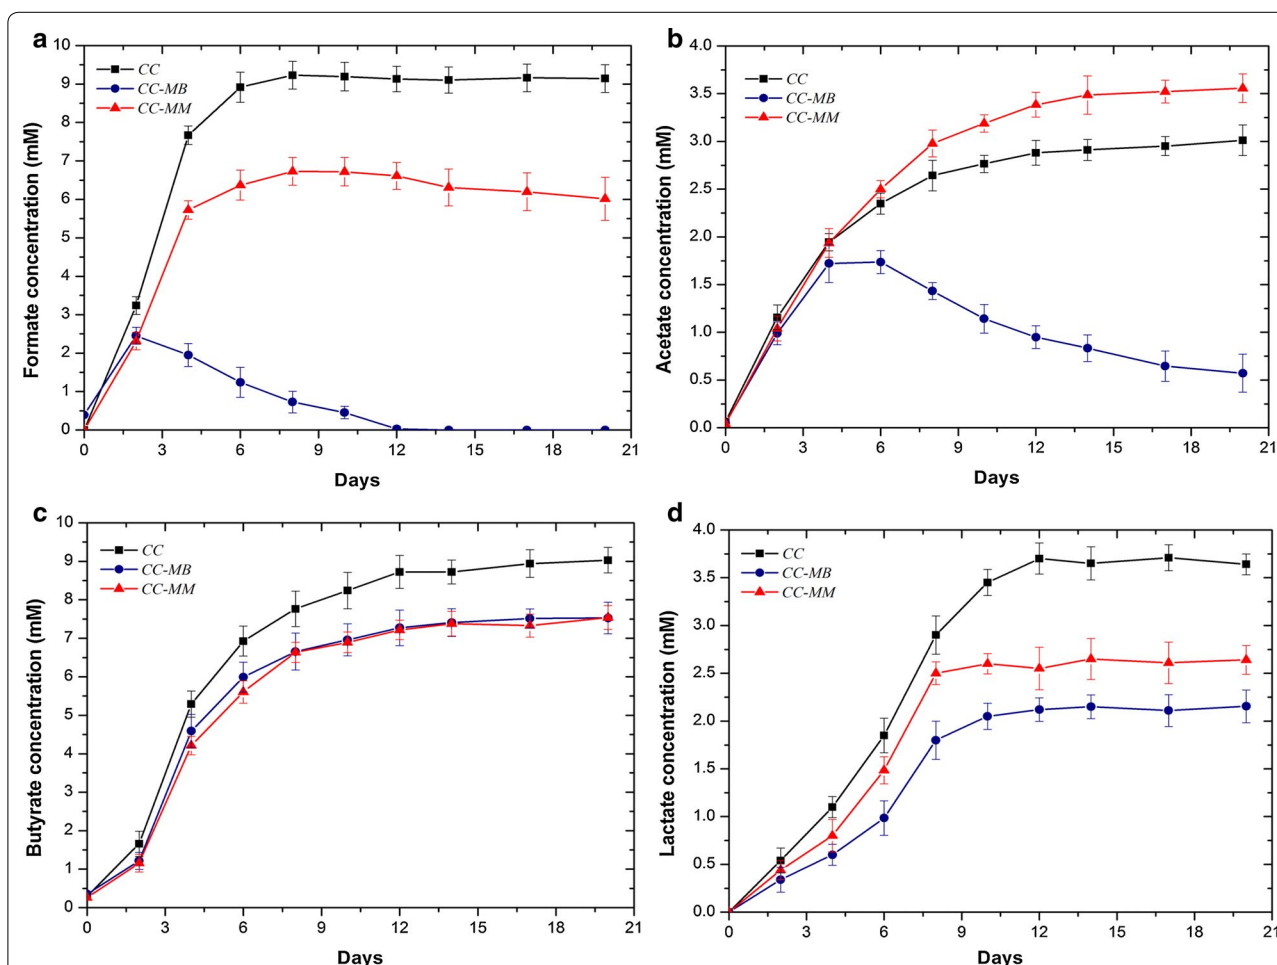 a
Formate concentration (mM)
10
9
8
7
6
5
4
3
2
1
0
CC
CC-MB
CC-MM
0 3 6 9 12 15 18 21
Days
b
Acetate concentration (mM)
4.0
3.5
3.0
2.5
2.0
1.5
1.0
0.5
0.0
CC
CC-MB
CC-MM
0 3 6 9 12 15 18 21
Days
c
Butyrate concentration (mM)
10
9
8
7
6
5
4
3
2
1
0
CC
CC-MB
CC-MM
0 3 6 9 12 15 18 21
Days
d
Lactate concentration (mM)
4.0
3.5
3.0
2.5
2.0
1.5
1.0
0.5
0.0
CC
CC-MB
CC-MM
0 3 6 9 12 15 18 21
Days